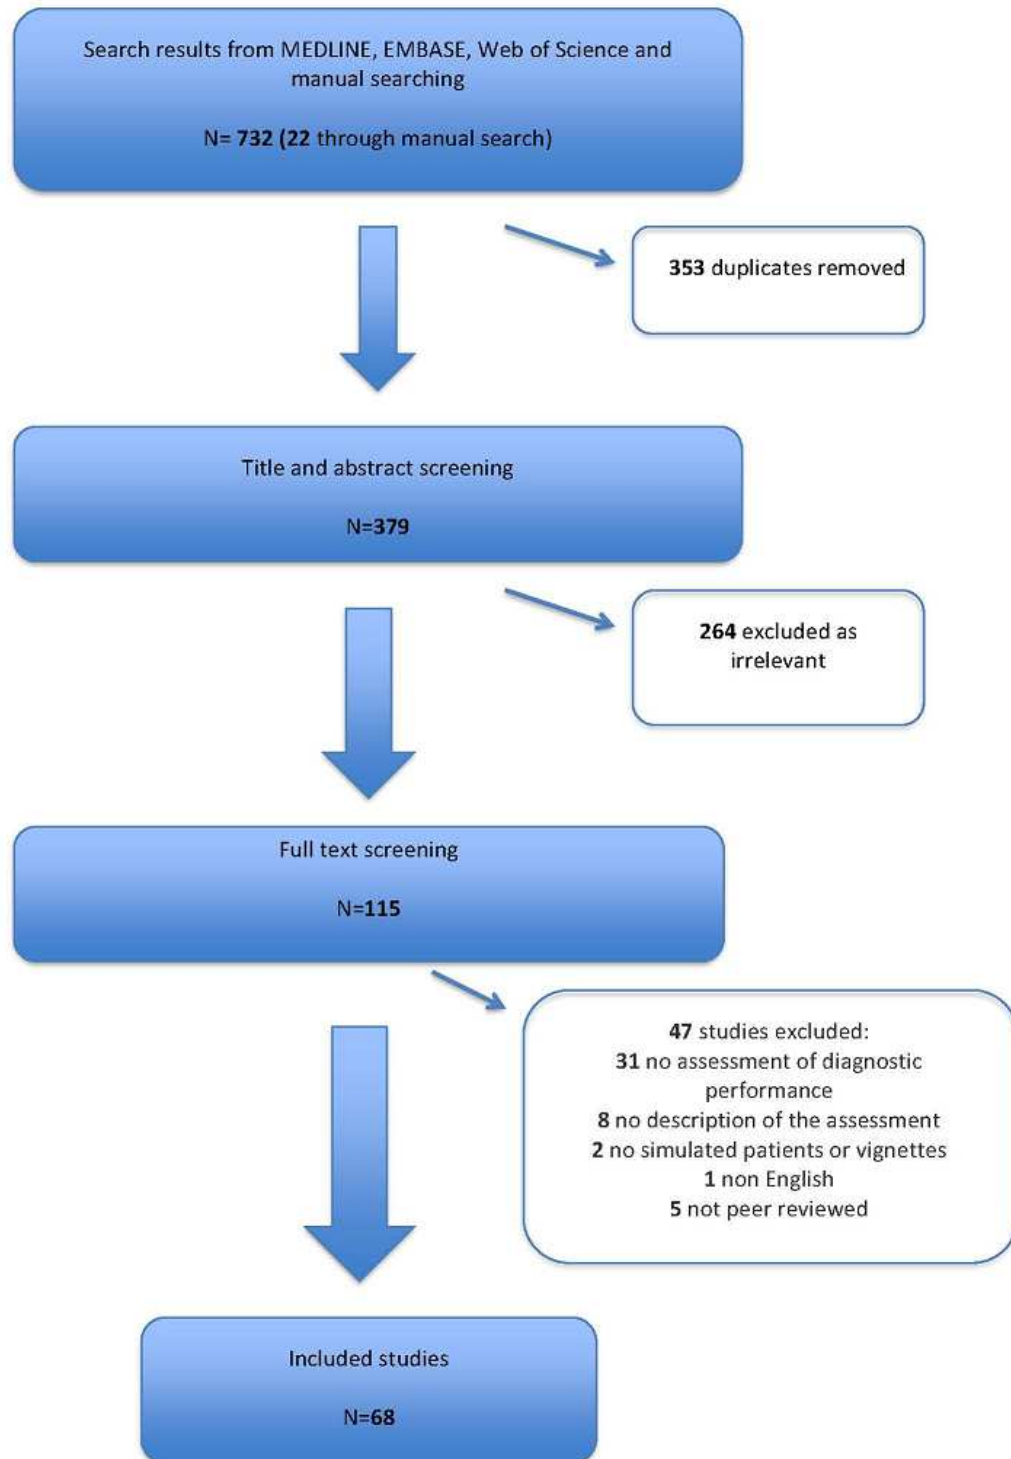 Search results from MEDLINE, EMBASE, Web of Science and
manual searching
N= 732 (22 through manual search)
353 duplicates removed
Title and abstract screening
N=379
264 excluded as
irrelevant
Full text screening
N=115
47 studies excluded:
31 no assessment of diagnostic
performance
8 no description of the assessment
2 no simulated patients or vignettes
1 non English
5 not peer reviewed
Included studies
N=68